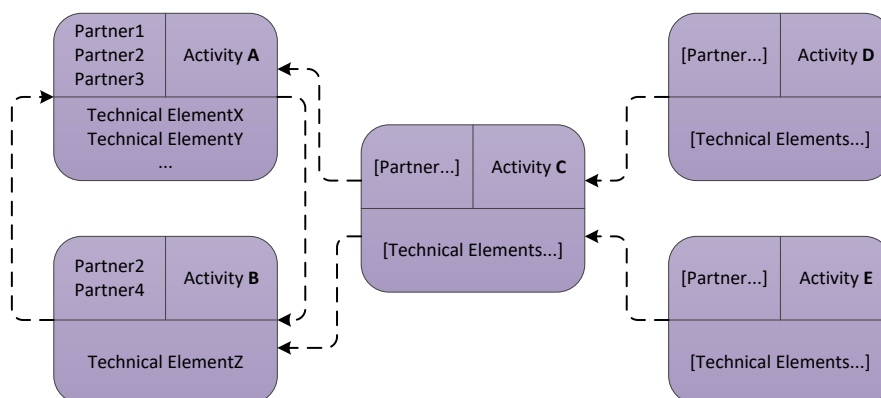 Partner1
Partner2
Partner3
Activity A
Technical ElementX
Technical ElementY
...
Partner2
Partner4
Activity B
Technical ElementZ
[Partner...]
Activity C
[Technical Elements...]
[Partner...]
Activity D
[Technical Elements...]
[Partner...]
Activity E
[Technical Elements...]